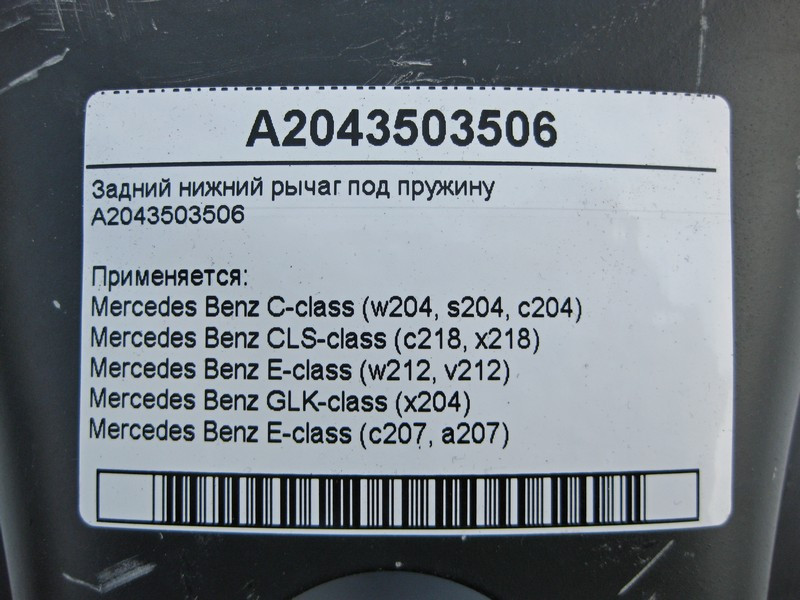 A2043503506
Задний нижний рычаг под пружину
A2043503506
Применяется:
Mercedes Benz C-class (w204, s204, c204)
Mercedes Benz CLS-class (c218, x218)
Mercedes Benz E-class (w212, v212)
Mercedes Benz GLK-class (x204)
Mercedes Benz E-class (c207, a207)